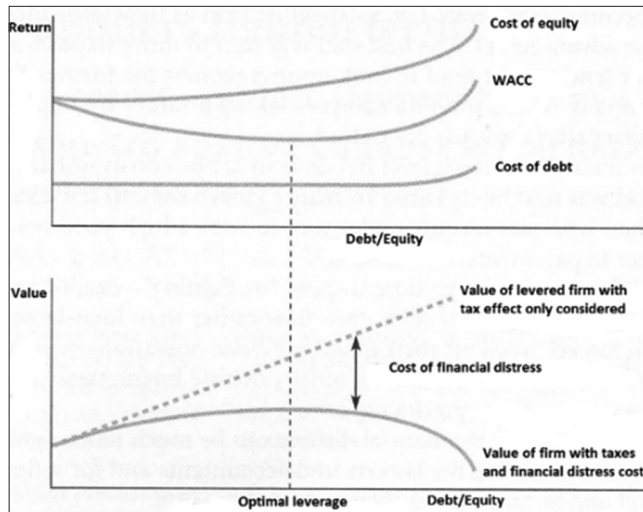 Return
Cost of equity
WACC
Cost of debt
Debt/Equity
Value
Value of levered firm with
tax effect only considered
Cost of financial distress
Value of firm with taxes
and financial distress cost
Optimal leverage
Debt/Equity